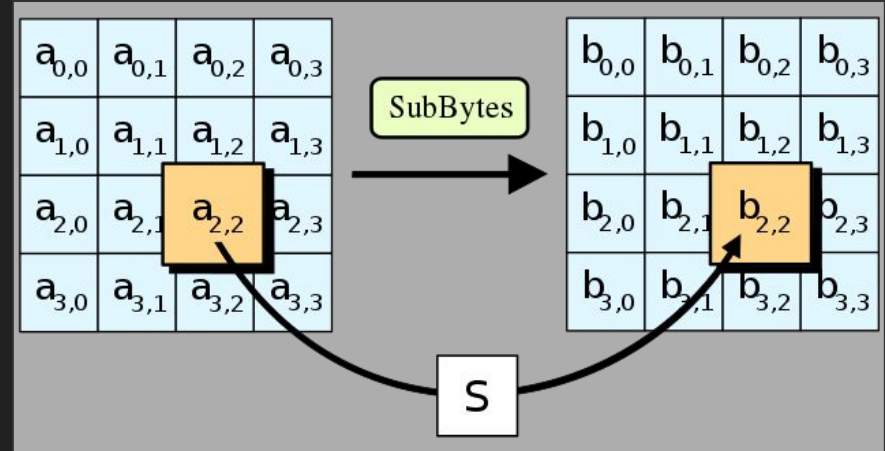 a0,0 a0,1 a0,2 a0,3
b0,0 b0,1 b0,2 b0,3
SubBytes
a1,0 a1,1 a1,2 a1,3
b1,0 b1,1 b1,2 b1,3
a2,0 a2,1 a2,2 a2,3
b2,0 b2,1 b2,2 b2,3
a3,0 a3,1 a3,2 a3,3
b3,0 b3,1 b3,2 b3,3
S